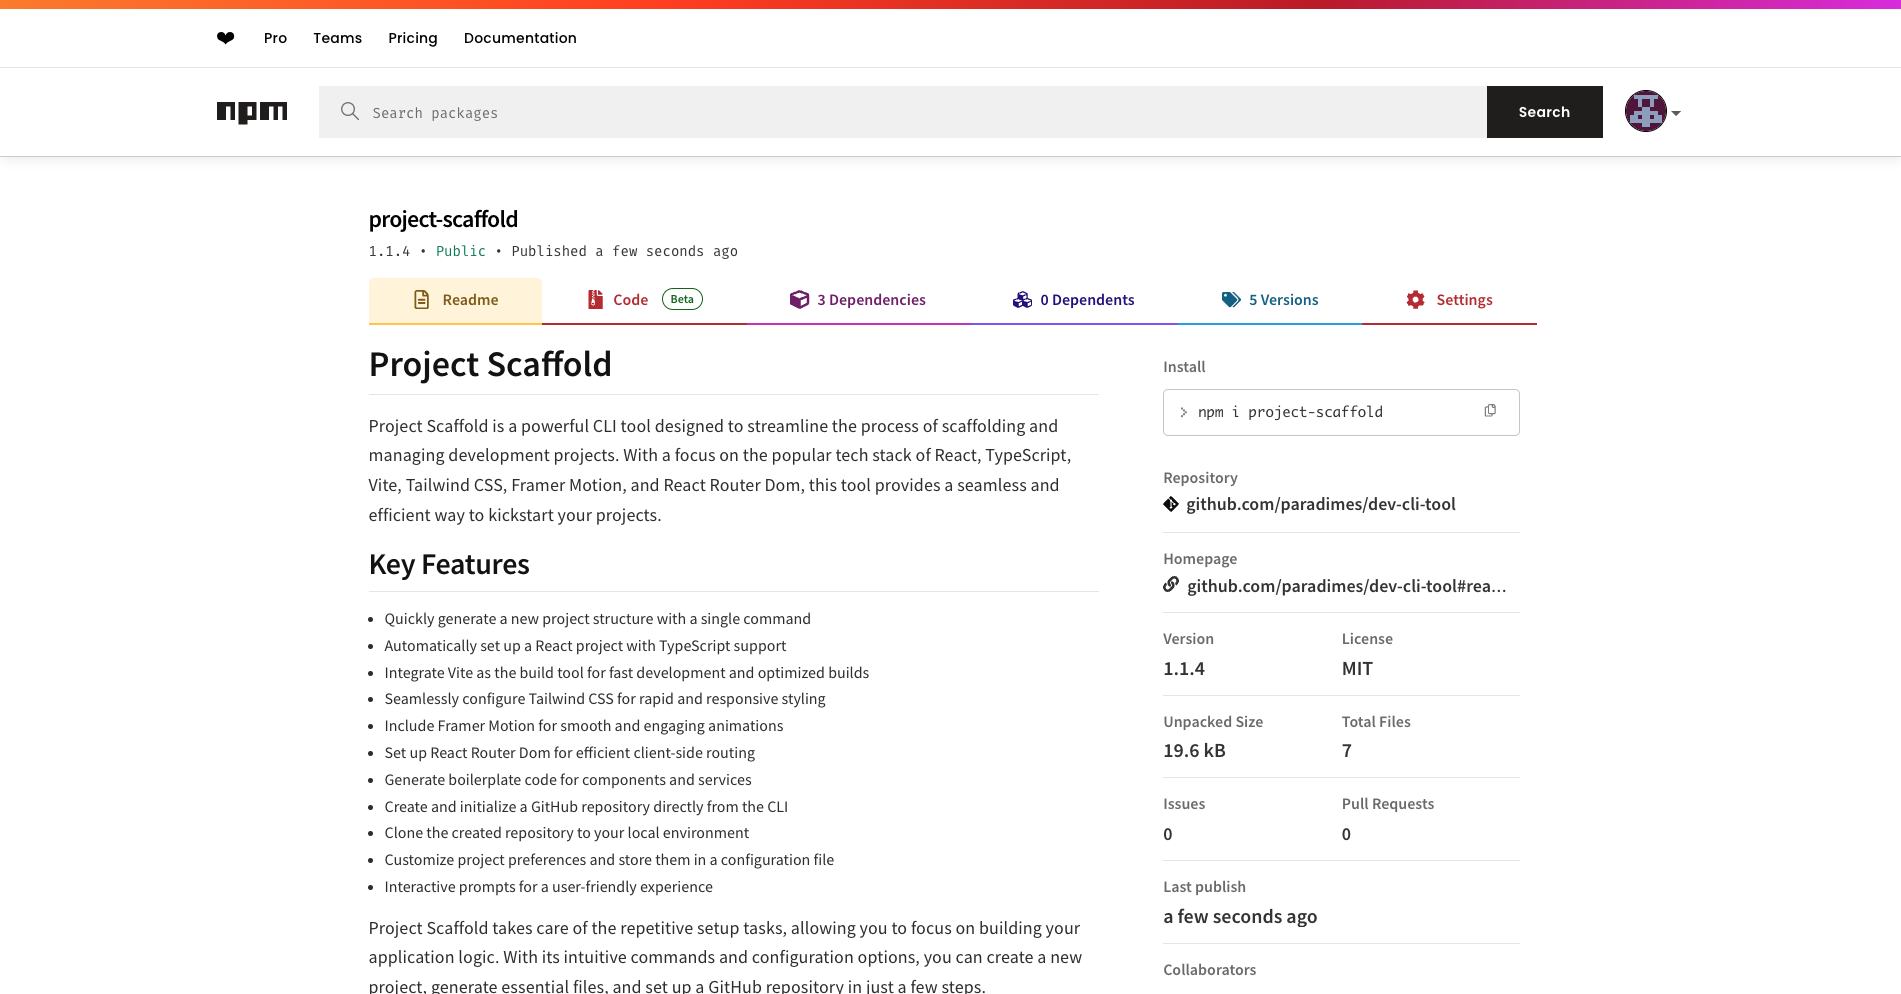 Pro Teams Pricing Documentation
npm
Search packages
Search
project-scaffold
1.1.4 • Public • Published a few seconds ago
Readme
Code Beta
3 Dependencies
0 Dependents
5 Versions
Settings
Project Scaffold
Project Scaffold is a powerful CLI tool designed to streamline the process of scaffolding and
managing development projects. With a focus on the popular tech stack of React, TypeScript,
Vite, Tailwind CSS, Framer Motion, and React Router Dom, this tool provides a seamless and
efficient way to kickstart your projects.
Key Features
• Quickly generate a new project structure with a single command
• Automatically set up a React project with TypeScript support
• Integrate Vite as the build tool for fast development and optimized builds
• Seamlessly configure Tailwind CSS for rapid and responsive styling
• Include Framer Motion for smooth and engaging animations
• Set up React Router Dom for efficient client-side routing
• Generate boilerplate code for components and services
• Create and initialize a GitHub repository directly from the CLI
• Clone the created repository to your local environment
• Customize project preferences and store them in a configuration file
• Interactive prompts for a user-friendly experience
Project Scaffold takes care of the repetitive setup tasks, allowing you to focus on building your
application logic. With its intuitive commands and configuration options, you can create a new
project, generate essential files, and set up a GitHub repository in just a few steps.
Install
> npm i project-scaffold
Repository
github.com/paradimes/dev-cli-tool
Homepage
github.com/paradimes/dev-cli-tool#rea...
Version License
1.1.4 MIT
Unpacked Size Total Files
19.6 kB 7
Issues Pull Requests
0 0
Last publish
a few seconds ago
Collaborators